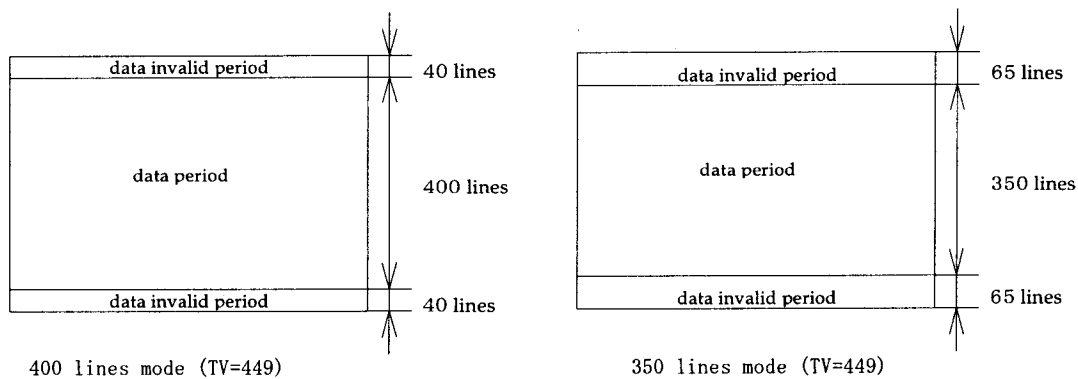 data invalid period
40 lines
data period
400 lines
data invalid period
40 lines
400 lines mode (TV=449)
data invalid period
65 lines
data period
350 lines
data invalid period
65 lines
350 lines mode (TV=449)